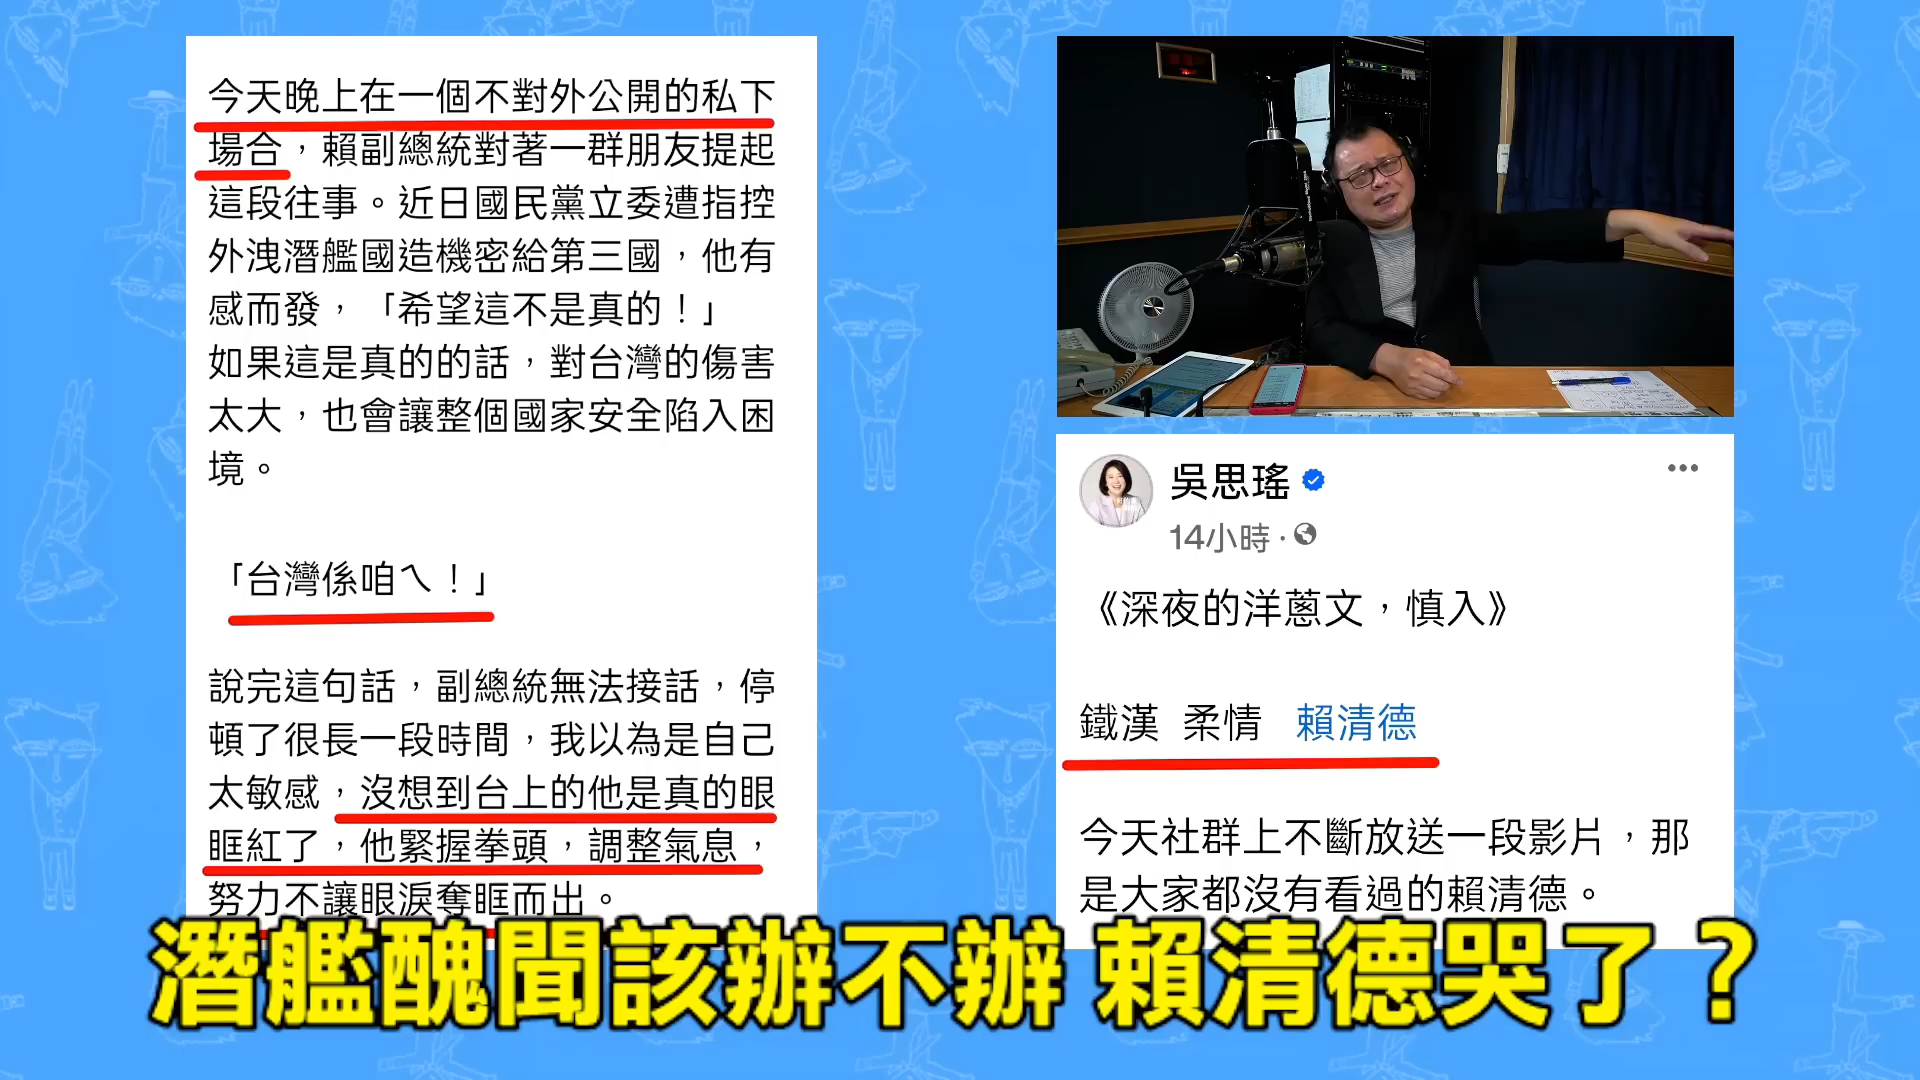 今天晚上在一個不對外公開的私下
場合，賴副總統對著一群朋友提起
這段往事。近日國民黨立委遭指控
外洩潛艦國造機密給第三國，他有
感而發，「希望這不是真的！」
如果這是真的的話，對台灣的傷害
太大，也會讓整個國家安全陷入困
境。
「台灣係咱ㄟ！」
說完這句話，副總統無法接話，停
頓了很長一段時間，我以為是自己
太敏感，沒想到台上的他是真的眼
眶紅了，他緊握拳頭，調整氣息，
努力不讓眼淚奪眶而出。
吳思瑤
14小時·
《深夜的洋蔥文，慎入》
鐵漢 柔情 賴清德
今天社群上不斷放送一段影片，那
是大家都沒有看過的賴清德。
潛艦醜聞該辦不辦 賴清德哭了？